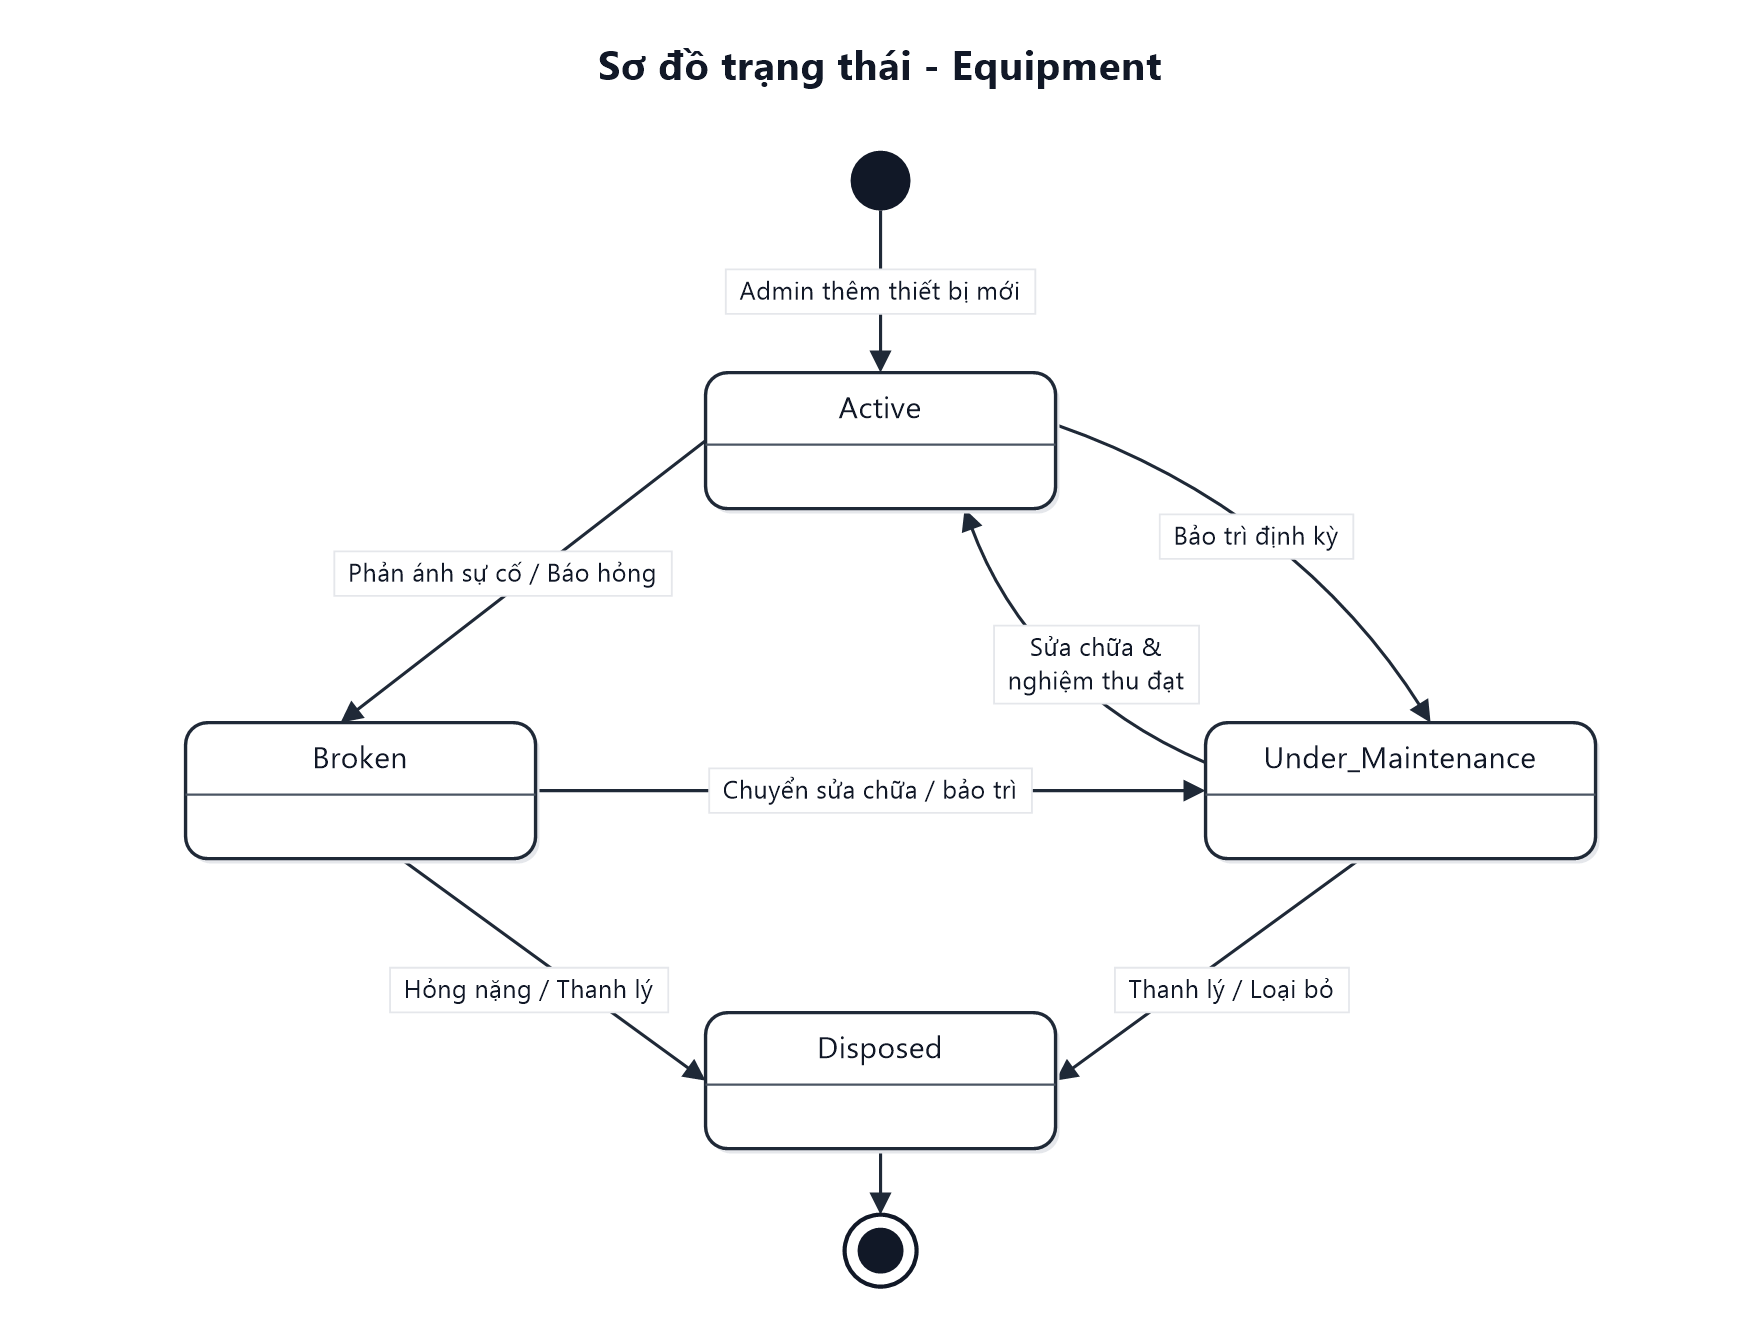 Sơ đồ trạng thái - Equipment
Admin thêm thiết bị mới
Active
Bảo trì định kỳ
Phản ánh sự cố / Báo hỏng
Sửa chữa &
nghiệm thu đạt
Broken
Under_Maintenance
Chuyển sửa chữa / bảo trì
Hỏng nặng / Thanh lý
Thanh lý / Loại bỏ
Disposed